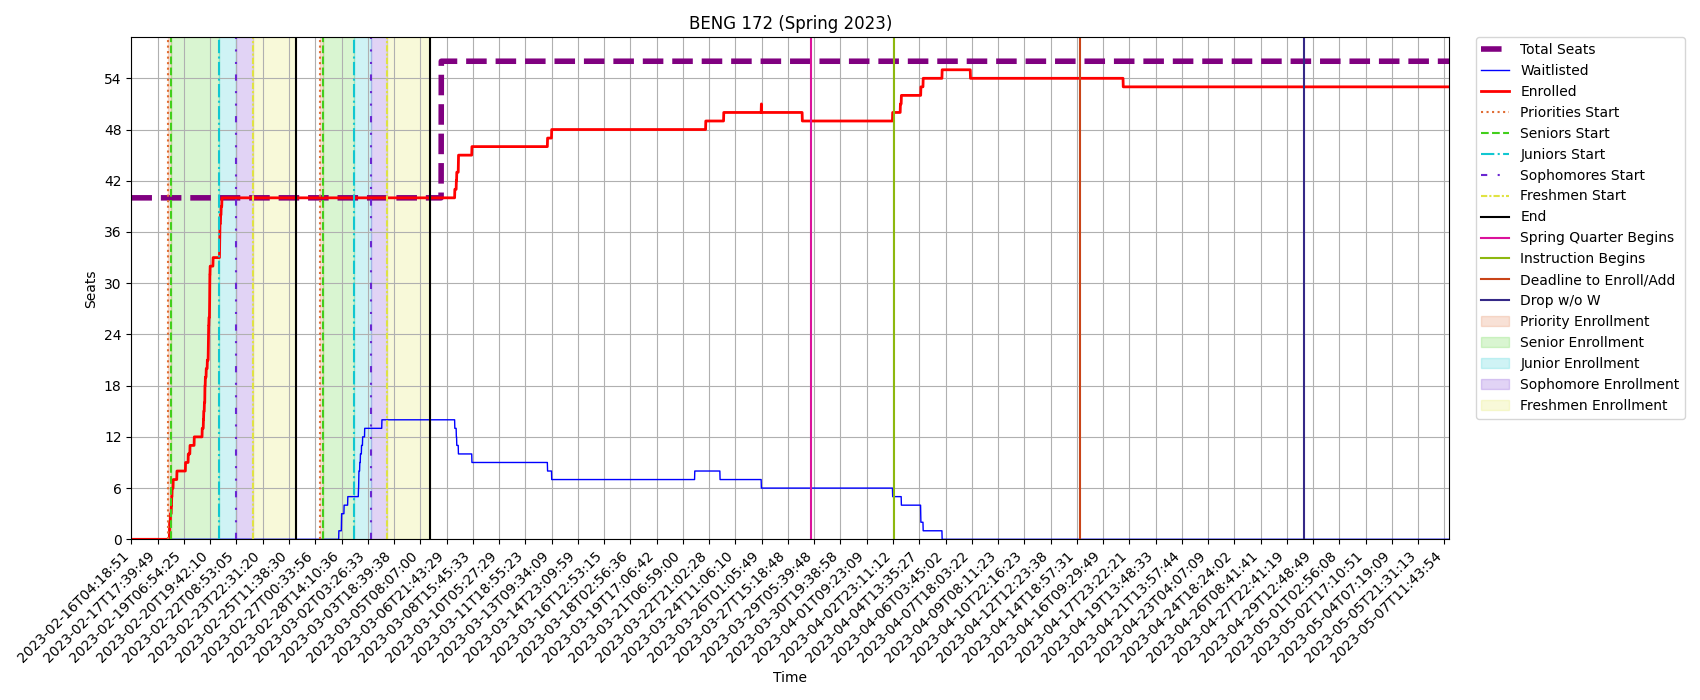 BENG 172 (Spring 2023)
Seats
54
48
42
36
30
24
18
12
6
0
2023-02-16T04:18:51
2023-02-17T17:39:49
2023-02-19T06:54:25
2023-02-20T19:42:10
2023-02-22T08:53:05
2023-02-23T22:31:20
2023-02-25T11:38:30
2023-02-27T00:33:56
2023-02-28T14:10:36
2023-03-02T03:26:33
2023-03-03T18:39:38
2023-03-05T08:07:00
2023-03-06T21:43:29
2023-03-08T15:45:33
2023-03-10T05:27:29
2023-03-11T18:55:23
2023-03-13T09:34:09
2023-03-14T23:09:59
2023-03-16T12:53:15
2023-03-18T02:56:36
2023-03-19T17:06:42
2023-03-21T06:59:00
2023-03-22T21:02:28
2023-03-24T11:06:10
2023-03-26T01:05:49
2023-03-27T15:18:48
2023-03-29T05:39:48
2023-03-30T19:38:58
2023-04-01T09:23:09
2023-04-02T23:11:12
2023-04-04T13:35:27
2023-04-06T03:45:02
2023-04-07T18:03:22
2023-04-09T08:11:23
2023-04-10T22:16:23
2023-04-12T12:23:38
2023-04-14T18:57:31
2023-04-16T09:29:49
2023-04-17T23:22:21
2023-04-19T13:48:33
2023-04-21T13:57:44
2023-04-23T04:07:09
2023-04-24T18:24:02
2023-04-26T08:41:41
2023-04-27T22:41:19
2023-04-29T12:48:49
2023-05-01T02:56:08
2023-05-02T17:10:51
2023-05-04T07:19:09
2023-05-05T21:31:13
2023-05-07T11:43:54
Time
Total Seats
Waitlisted
Enrolled
Priorities Start
Seniors Start
Juniors Start
Sophomores Start
Freshmen Start
End
Spring Quarter Begins
Instruction Begins
Deadline to Enroll/Add
Drop w/o W
Priority Enrollment
Senior Enrollment
Junior Enrollment
Sophomore Enrollment
Freshmen Enrollment